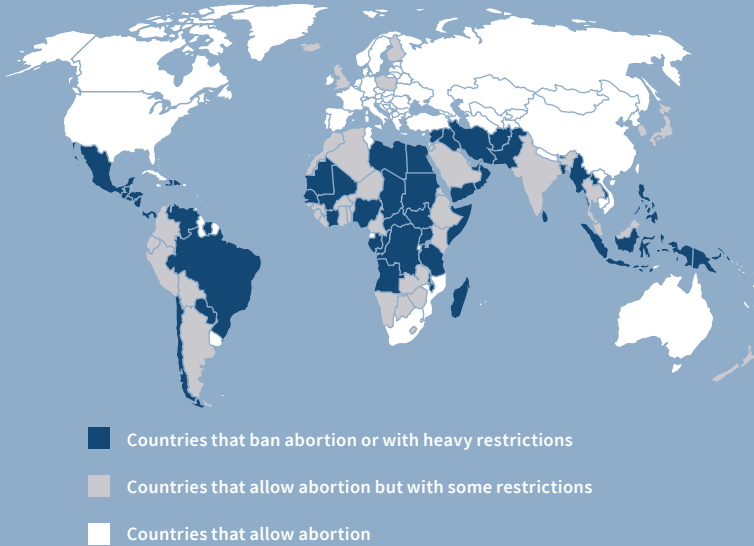 Countries that ban abortion or with heavy restrictions
Countries that allow abortion but with some restrictions
Countries that allow abortion